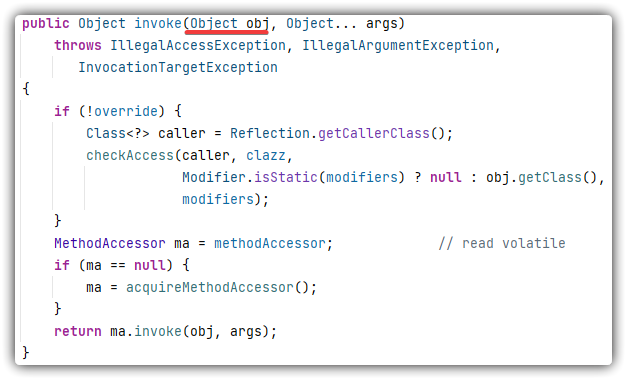 public Object invoke(Object obj, Object... args)
    throws IllegalAccessException, IllegalArgumentException,
       InvocationTargetException
{
    if (!override) {
        Class<?> caller = Reflection.getCallerClass();
        checkAccess(caller, clazz,
                    Modifier.isStatic(modifiers) ? null : obj.getClass(),
                    modifiers);
    }
    MethodAccessor ma = methodAccessor;             // read volatile
    if (ma == null) {
        ma = acquireMethodAccessor();
    }
    return ma.invoke(obj, args);
}